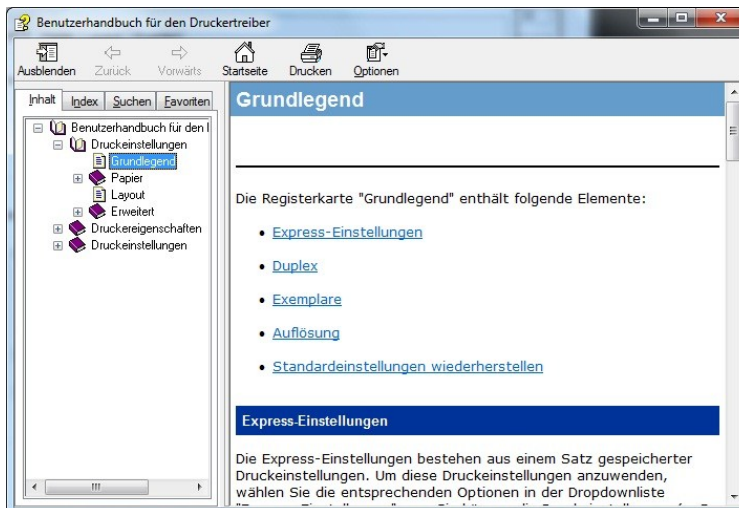 Benutzerhandbuch für den Druckertreiber
Ausblenden Zurück Vorwärts Startseite Drucken Optionen
Inhalt Index Suchen Favoriten
Benutzerhandbuch für den
Druckeinstellungen
Grundlegend
Papier
Layout
Erweitert
Druckereigenschaften
Druckeinstellungen
Grundlegend
Die Registerkarte "Grundlegend" enthält folgende Elemente:
• Express-Einstellungen
• Duplex
• Exemplare
• Auflösung
• Standardeinstellungen wiederherstellen
Express-Einstellungen
Die Express-Einstellungen bestehen aus einem Satz gespeicherter
Druckeinstellungen. Um diese Druckeinstellungen anzuwenden,
wählen Sie die entsprechenden Optionen in der Dropdownliste